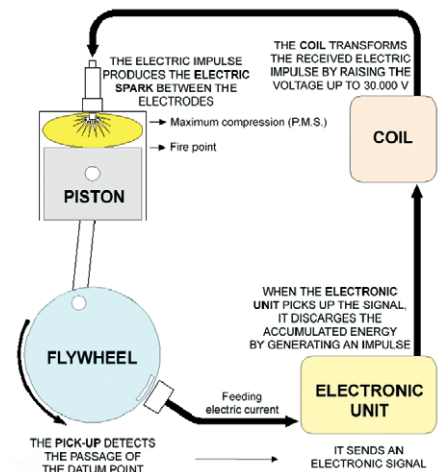 THE ELECTRIC IMPULSE
PRODUCES THE ELECTRIC
SPARK BETWEEN THE
ELECTRODES
THE COIL TRANSFORMS
THE RECEIVED ELECTRIC
IMPULSE BY RAISING THE
VOLTAGE UP TO 30.000 V
Maximum compression (P.M.S.)
Fire point
COIL
PISTON
WHEN THE ELECTRONIC
UNIT PICKS UP THE SIGNAL,
IT DISCARGES THE
ACCUMULATED ENERGY
BY GENERATING AN IMPULSE
FLYWHEEL
Feeding
electric current
ELECTRONIC
UNIT
THE PICK-UP DETECTS
THE PASSAGE OF
THE DATUM POINT
IT SENDS AN
ELECTRONIC SIGNAL